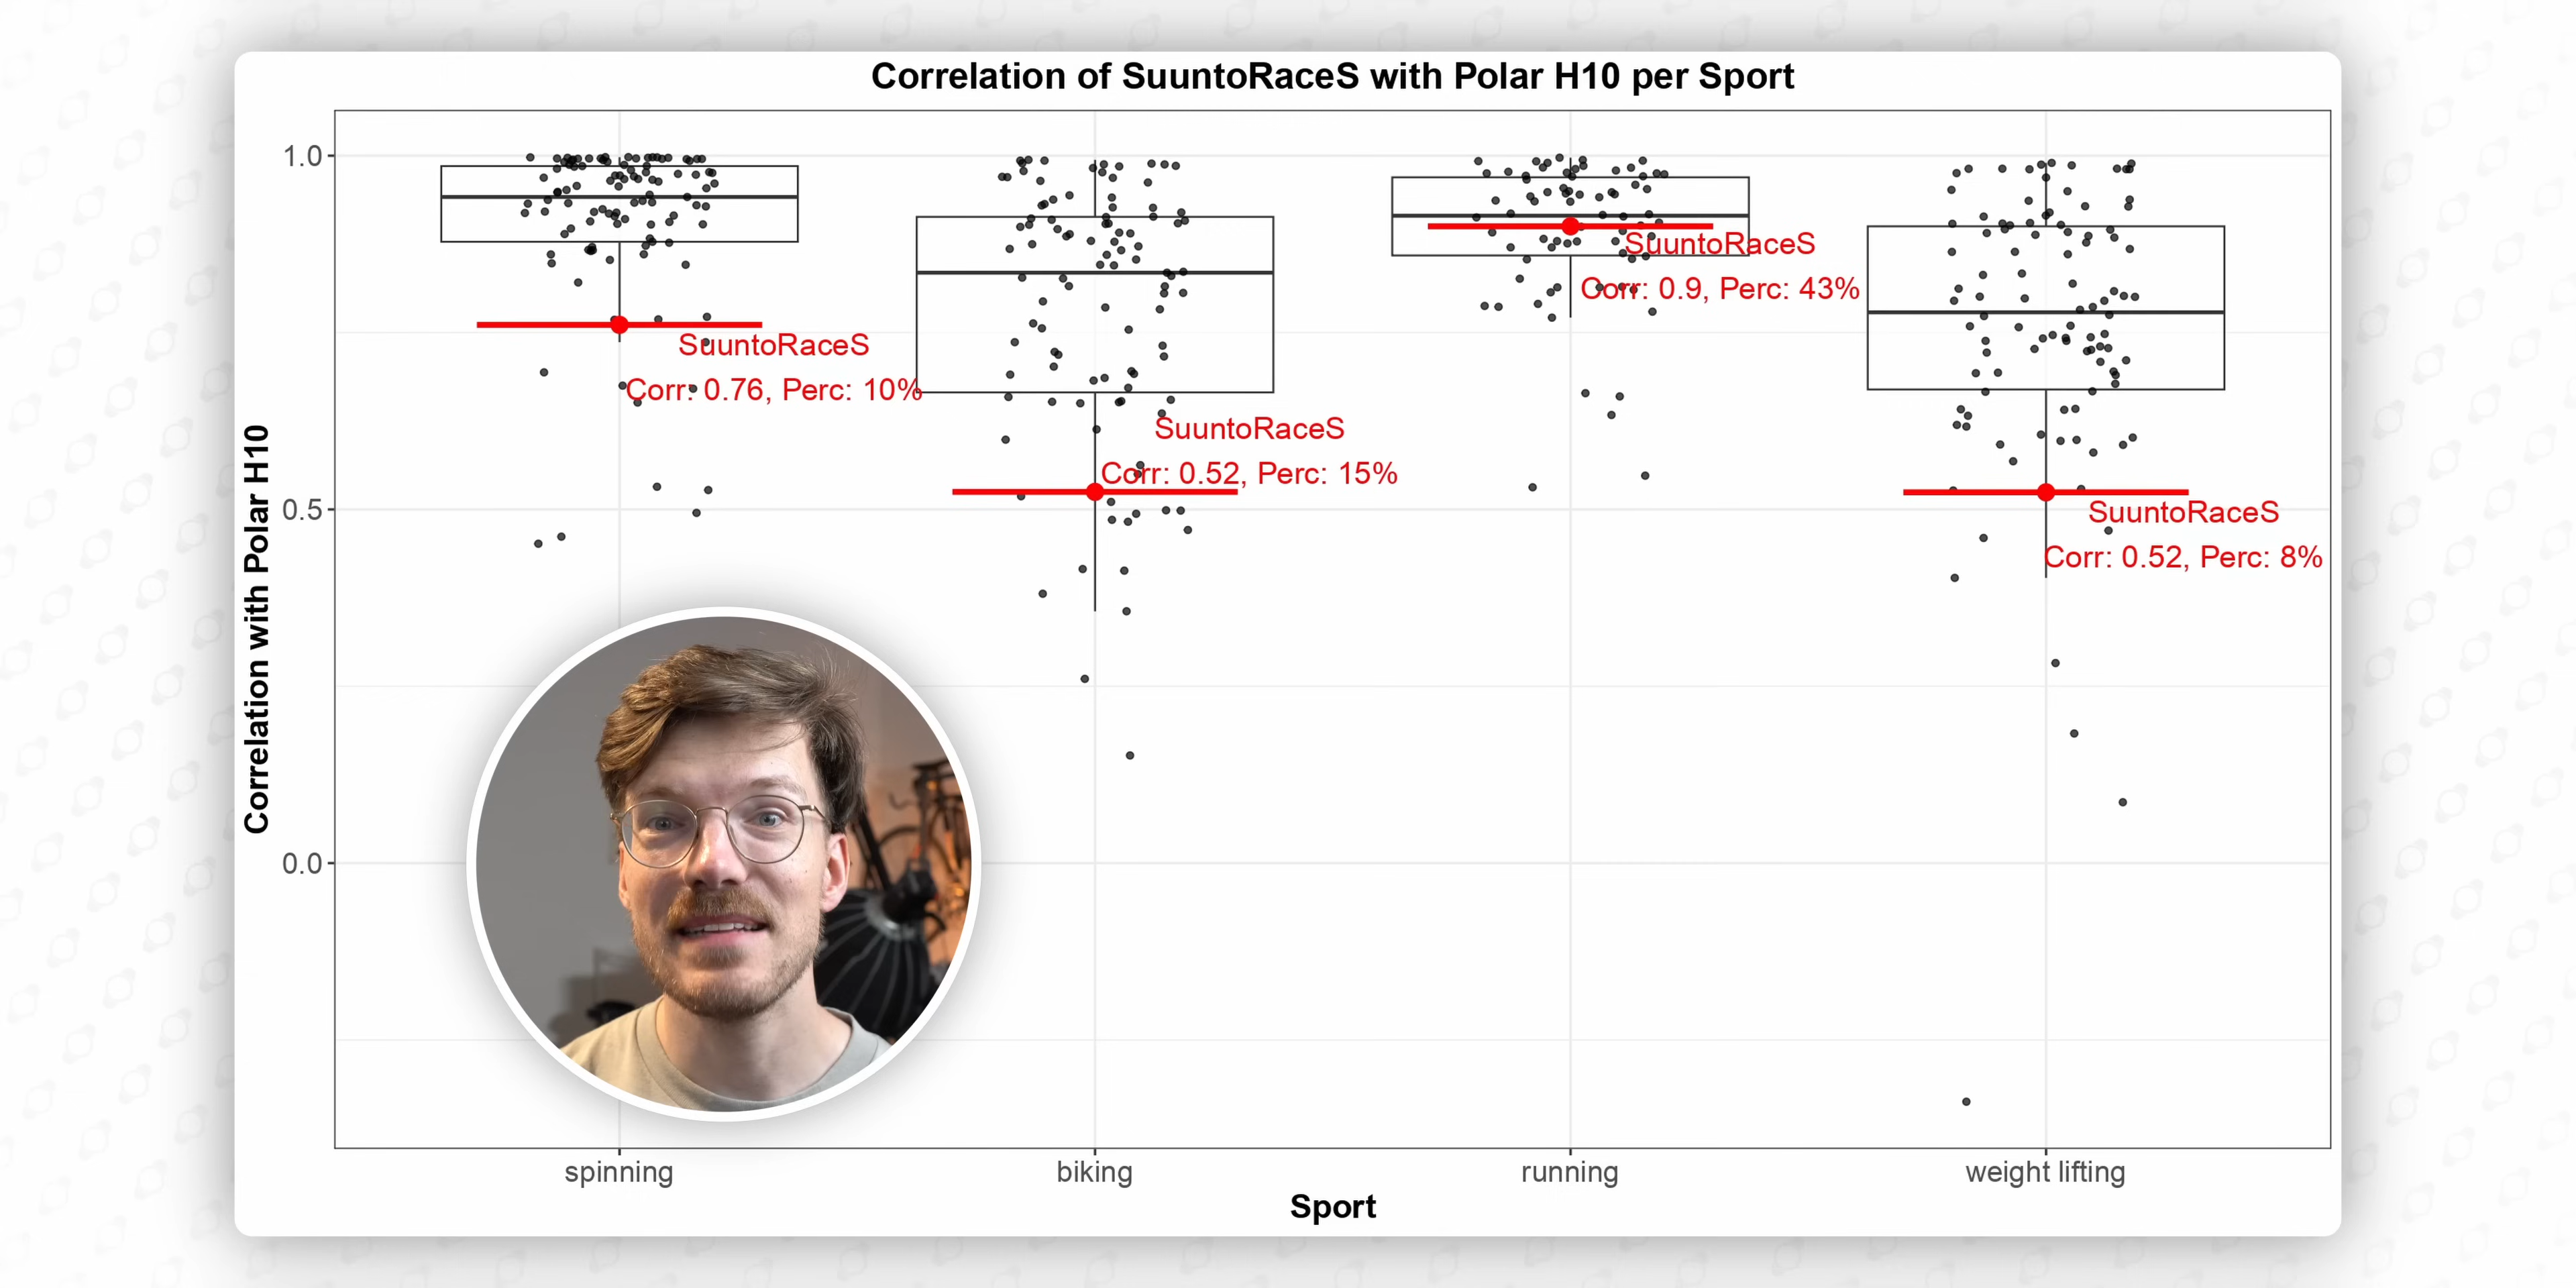 Correlation of SuuntoRaceS with Polar H10 per Sport
Correlation with Polar H10
1.0
0.5
0.0
SuuntoRaceS
Corr: 0.76, Perc: 10%
SuuntoRaceS
Corr: 0.52, Perc: 15%
SuuntoRaceS
Corr: 0.9, Perc: 43%
SuuntoRaceS
Corr: 0.52, Perc: 8%
spinning
biking
running
weight lifting
Sport